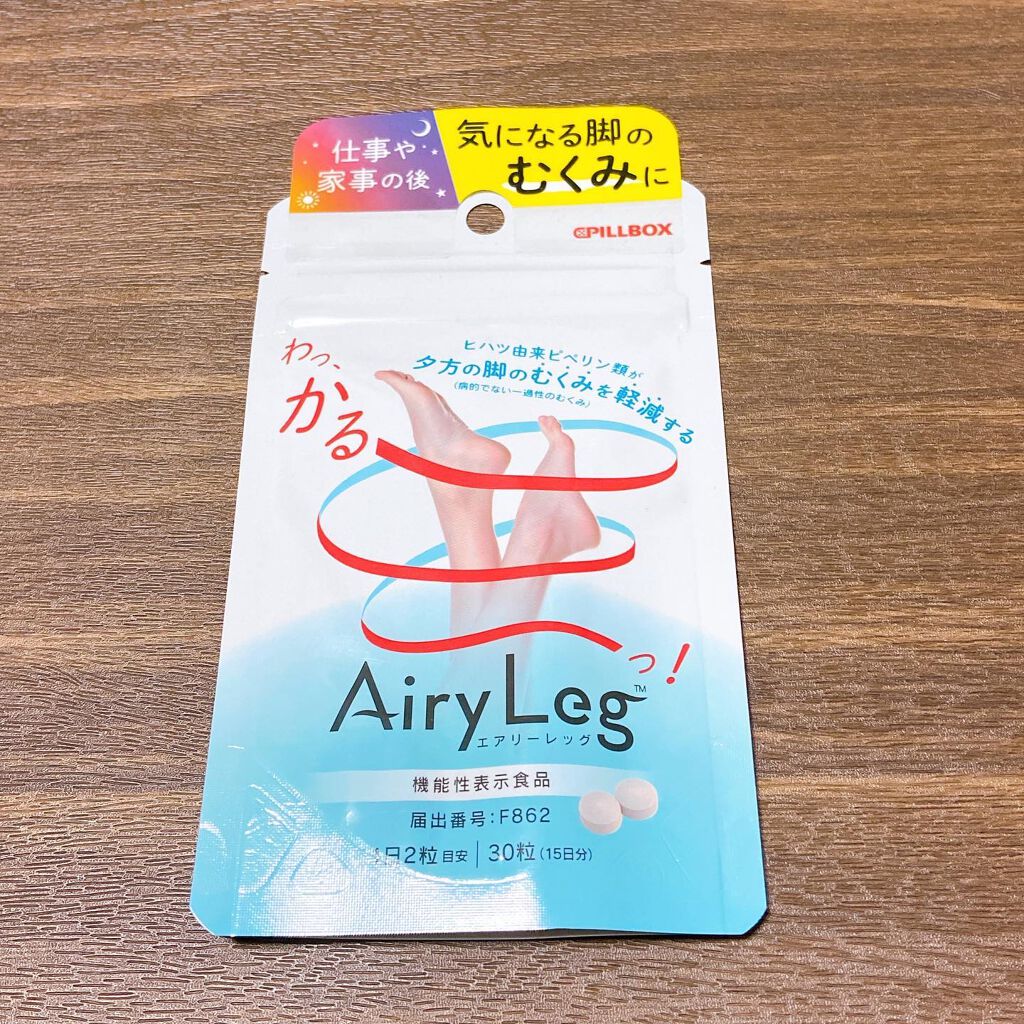 仕事や
家事の後
気になる脚の
むくみに
PILLBOX
ヒハツ由来ピペリン類が
夕方の脚のむくみを軽減する
(病的でない一過性のむくみ)
わっ、
かる
っ!
Airy Leg™
エアリーレッグ
機能性表示食品
届出番号:F862
日2粒目安|30粒(15日分)